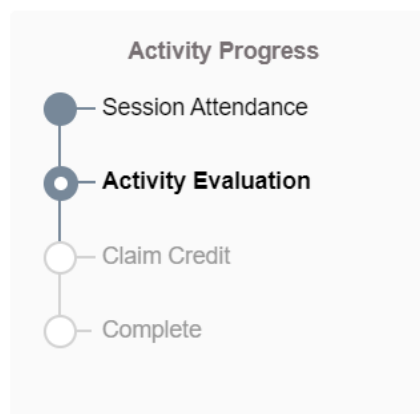 Activity Progress
Session Attendance
Activity Evaluation
Claim Credit
Complete